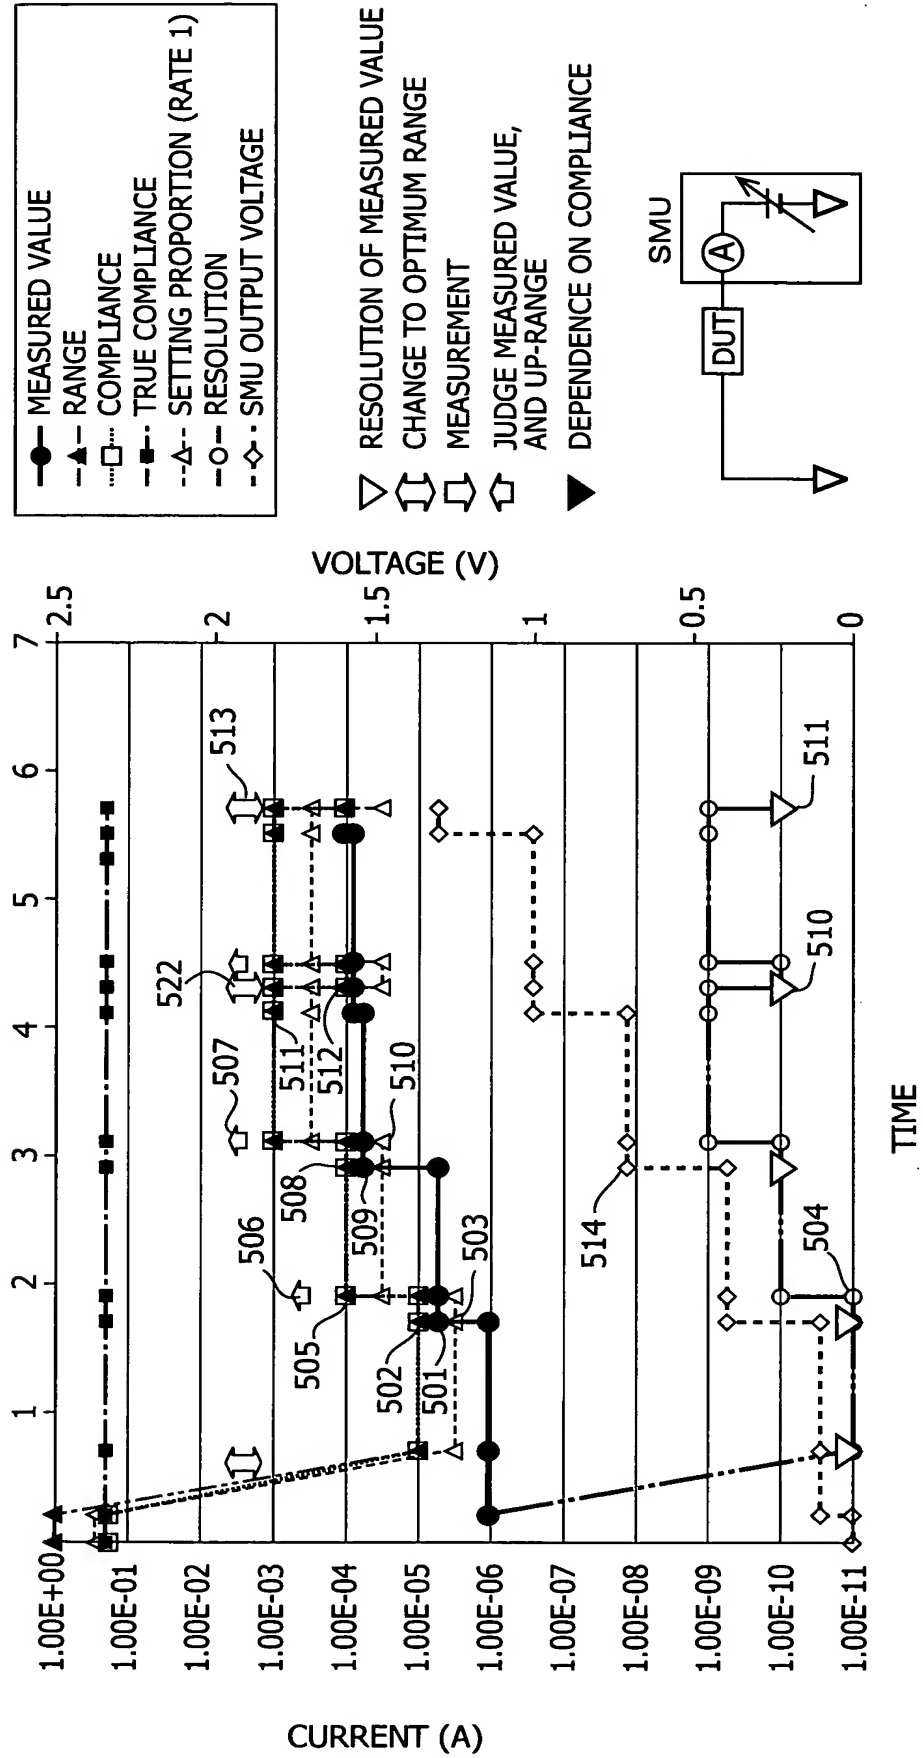 MEASURED VALUE
RANGE
COMPLIANCE
TRUE COMPLIANCE
SETTING PROPORTION (RATE 1)
RESOLUTION
SMU OUTPUT VOLTAGE
RESOLUTION OF MEASURED VALUE
CHANGE TO OPTIMUM RANGE
MEASUREMENT
JUDGE MEASURED VALUE,
AND UP-RANGE
DEPENDENCE ON COMPLIANCE
SMU
A
DUT
CURRENT (A)
1.00E+00
1.00E-01
1.00E-02
1.00E-03
1.00E-04
1.00E-05
1.00E-06
1.00E-07
1.00E-08
1.00E-09
1.00E-10
1.00E-11
1
2
3
4
5
6
7
VOLTAGE (V)
2.5
2
1.5
1
0.5
0
TIME
501
502
503
504
505
506
507
508
509
510
511
512
522
513
514
510
511